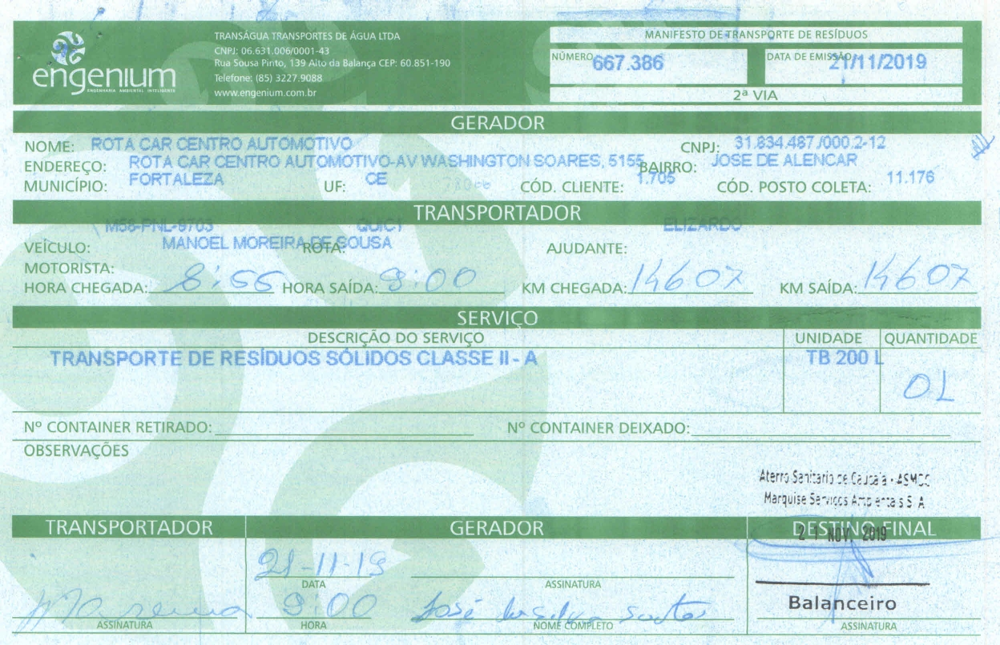 engenium
ENGENHARIA AMBIENTAL INTELIGENTE
TRANSÁGUA TRANSPORTES DE ÁGUA LTDA
CNPJ: 06.631.006/0001-43
Rua Sousa Pinto, 139 Alto da Balança CEP: 60.851-190
Telefone: (85) 3227.9088
www.engenium.com.br
MANIFESTO DE TRANSPORTE DE RESÍDUOS
NÚMERO 667.386 DATA DE EMISSÃO 21/11/2019
2ª VIA
GERADOR
NOME: ROTA CAR CENTRO AUTOMOTIVO CNPJ: 31.834.487/000.2-12
ENDEREÇO: ROTA CAR CENTRO AUTOMOTIVO-AV WASHINGTON SOARES, 5155 BAIRRO: JOSE DE ALENCAR
MUNICÍPIO: FORTALEZA UF: CE CÓD. CLIENTE: 1.705 CÓD. POSTO COLETA: 11.176
TRANSPORTADOR
M58-PNL-9703 QUIC1 ELIZARDO
VEÍCULO: MANOEL MOREIRA DE SOUSA ROTA: AJUDANTE:
MOTORISTA:
HORA CHEGADA: 8:55 HORA SAÍDA: 9:00 KM CHEGADA: 14607 KM SAÍDA: 14607
SERVIÇO
DESCRIÇÃO DO SERVIÇO UNIDADE QUANTIDADE
TRANSPORTE DE RESÍDUOS SÓLIDOS CLASSE II - A TB 200 L
OL
Nº CONTAINER RETIRADO: Nº CONTAINER DEIXADO:
OBSERVAÇÕES
Aterro Sanitario de Caucaia - ASMOC
Marquise Serviços Ambientais S A
TRANSPORTADOR GERADOR DESTINO FINAL
21 NOV. 2019
21-11-19
DATA ASSINATURA
9:00 José
Balanceiro
ASSINATURA HORA NOME COMPLETO ASSINATURA